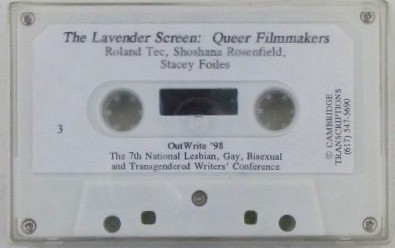 The Lavender Screen: Queer Filmmakers
Roland Tec, Shoshana Rosenfield,
Stacey Foiles
3
OutWrite '98
The 7th National Lesbian, Gay, Bisexual
and Transgendered Writers' Conference
© CAMBRIDGE
TRANSCRIPTIONS
(617) 547-5690